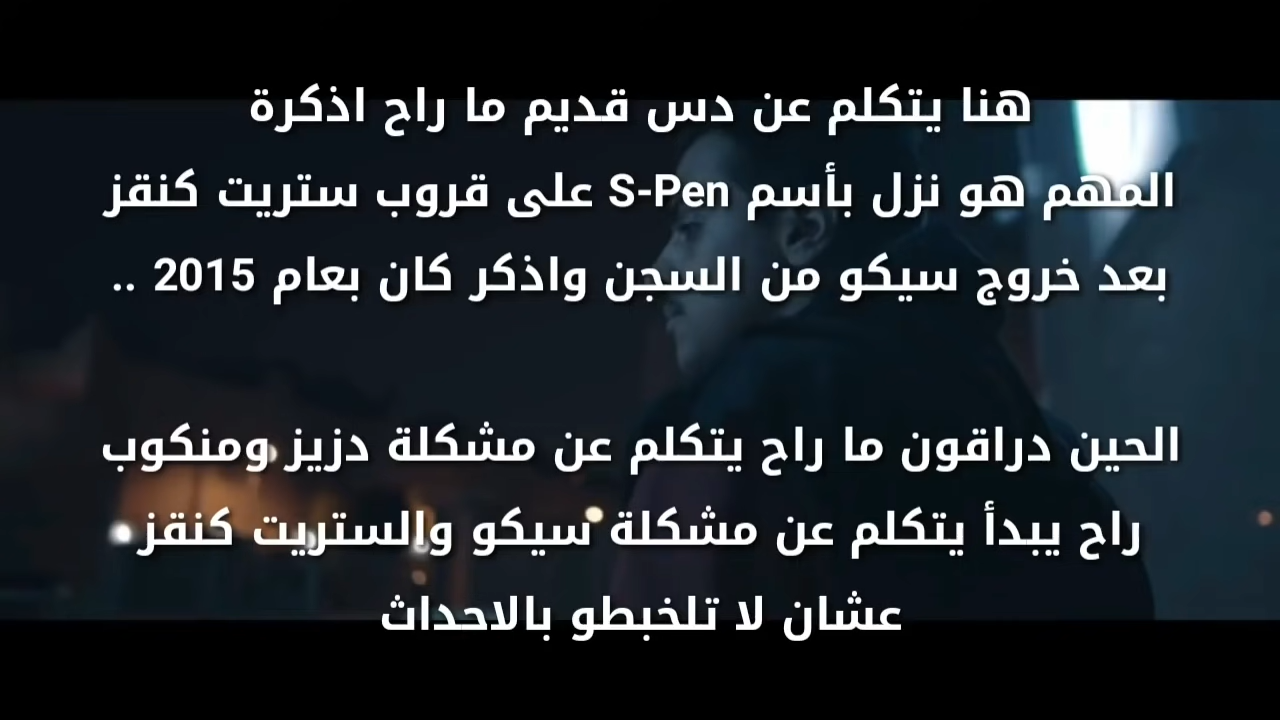 هنا يتكلم عن دس قديم ما راح اذكرة
المهم هو نزل بأسم S-Pen على قروب ستريت كنقز
بعد خروج سيكو من السجن واذكر كان بعام 2015 ..
الحين دراقون ما راح يتكلم عن مشكلة دزيز ومنكوب
راح يبدأ يتكلم عن مشكلة سيكو والستريت كنقز
عشان لا تلخبطو بالاحداث